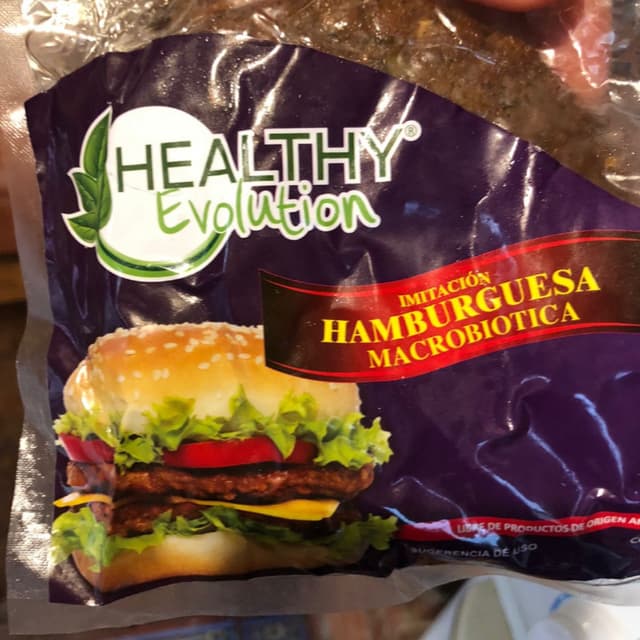 HEALTHY®
Evolution
IMITACIÓN
HAMBURGUESA
MACROBIOTICA
LIBRE DE PRODUCTOS DE ORIGEN
SUGERENCIA DE USO